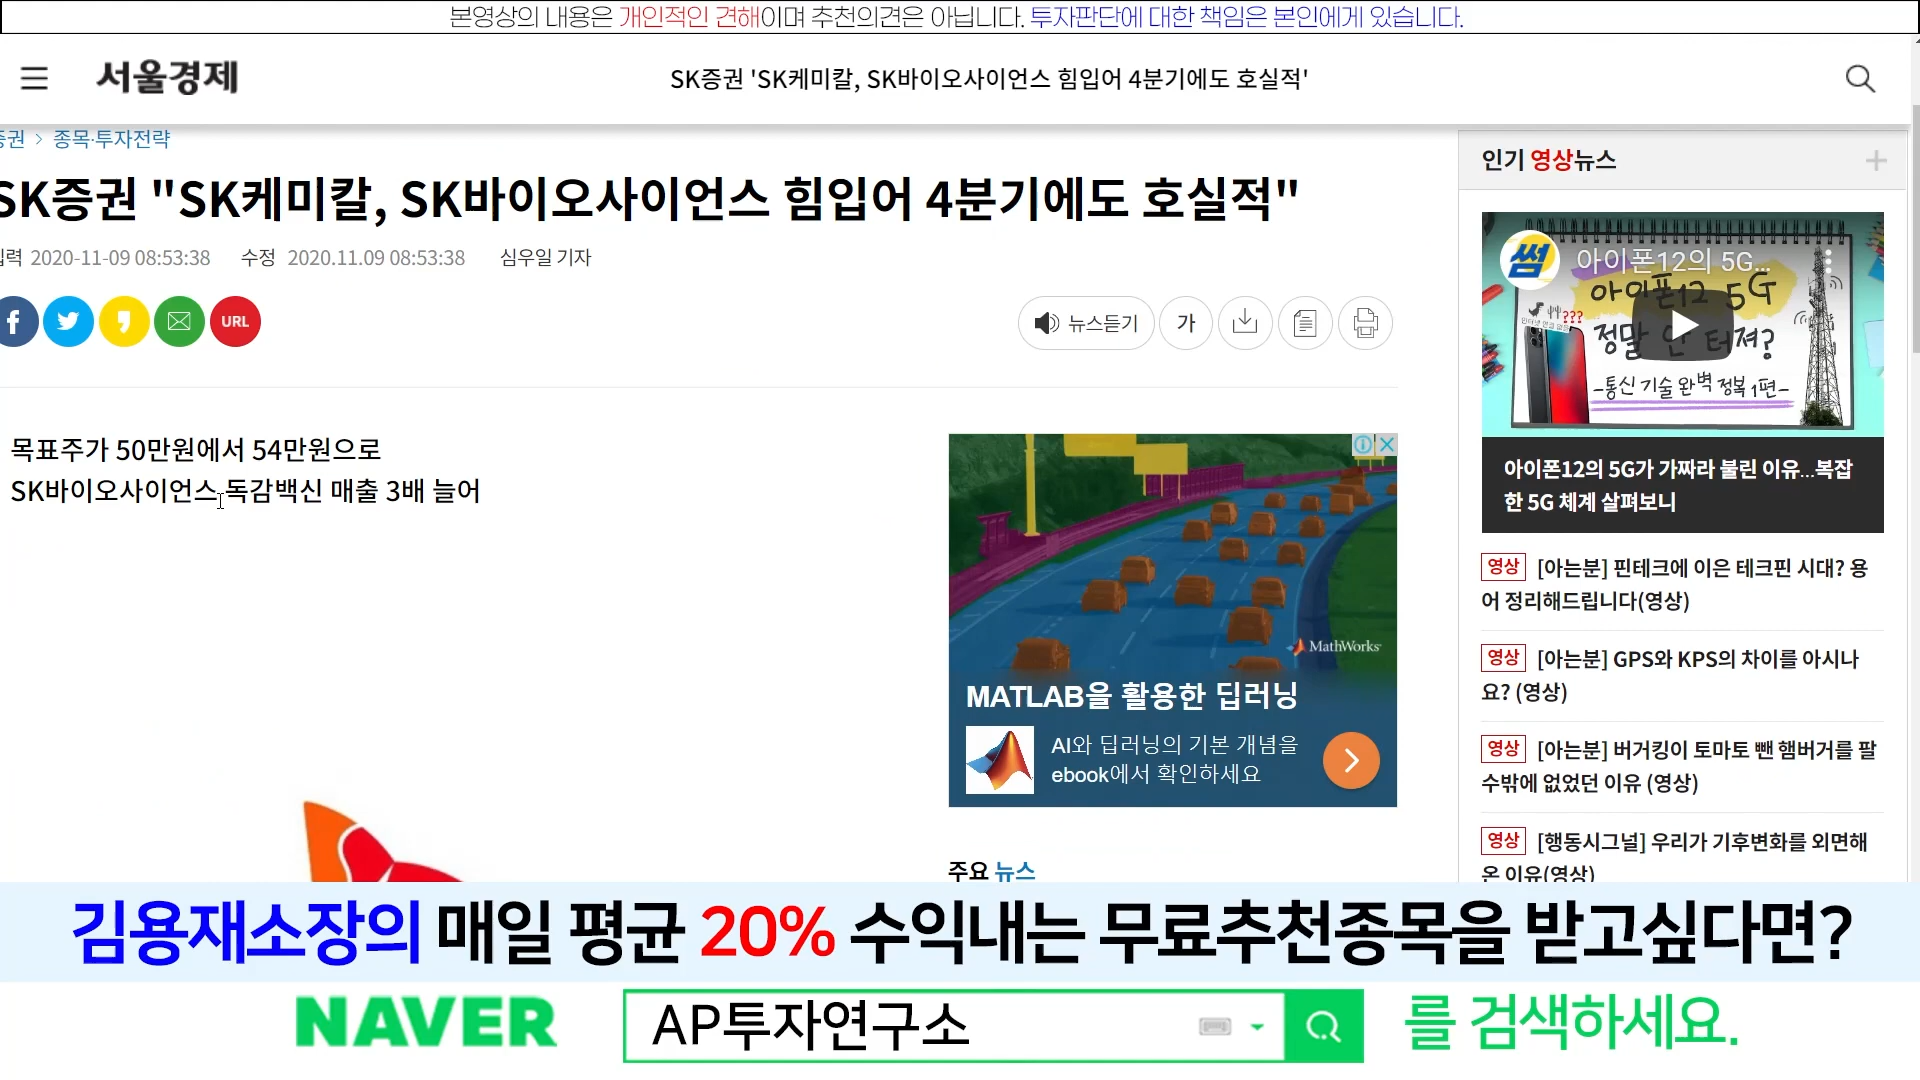 본영상의 내용은 개인적인 견해이며 추천의견은 아닙니다. 투자판단에 대한 책임은 본인에게 있습니다.
서울경제
SK증권 'SK케미칼, SK바이오사이언스 힘입어 4분기에도 호실적'
증권 > 종목·투자전략
SK증권 "SK케미칼, SK바이오사이언스 힘입어 4분기에도 호실적"
입력 2020-11-09 08:53:38 수정 2020.11.09 08:53:38 심우일 기자
URL
뉴스듣기 가
목표주가 50만원에서 54만원으로
SK바이오사이언스 독감백신 매출 3배 늘어
MathWorks
MATLAB을 활용한 딥러닝
AI와 딥러닝의 기본 개념을
ebook에서 확인하세요
주요 뉴스
인기 영상뉴스
썸 아이폰12의 5G...
아이폰12 5G
???
정말 안 터져?
-통신 기술 완벽 정복 1편-
아이폰12의 5G가 가짜라 불린 이유...복잡
한 5G 체계 살펴보니
영상 [아는분] 핀테크에 이은 테크핀 시대? 용
어 정리해드립니다(영상)
영상 [아는분] GPS와 KPS의 차이를 아시나
요? (영상)
영상 [아는분] 버거킹이 토마토 뺀 햄버거를 팔
수밖에 없었던 이유 (영상)
영상 [행동시그널] 우리가 기후변화를 외면해
온 이유(영상)
김용재소장의 매일 평균 20% 수익내는 무료추천종목을 받고싶다면?
NAVER AP투자연구소 를 검색하세요.